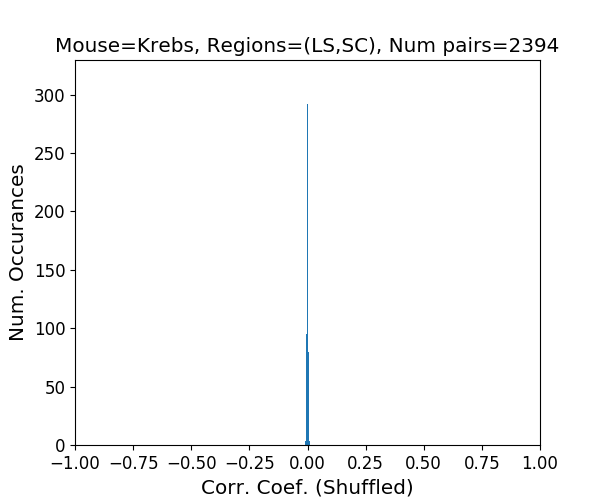 Mouse=Krebs, Regions=(LS,SC), Num pairs=2394
300
250
200
150
100
50
0
Num. Occurances
−1.00 −0.75 −0.50 −0.25 0.00 0.25 0.50 0.75 1.00
Corr. Coef. (Shuffled)